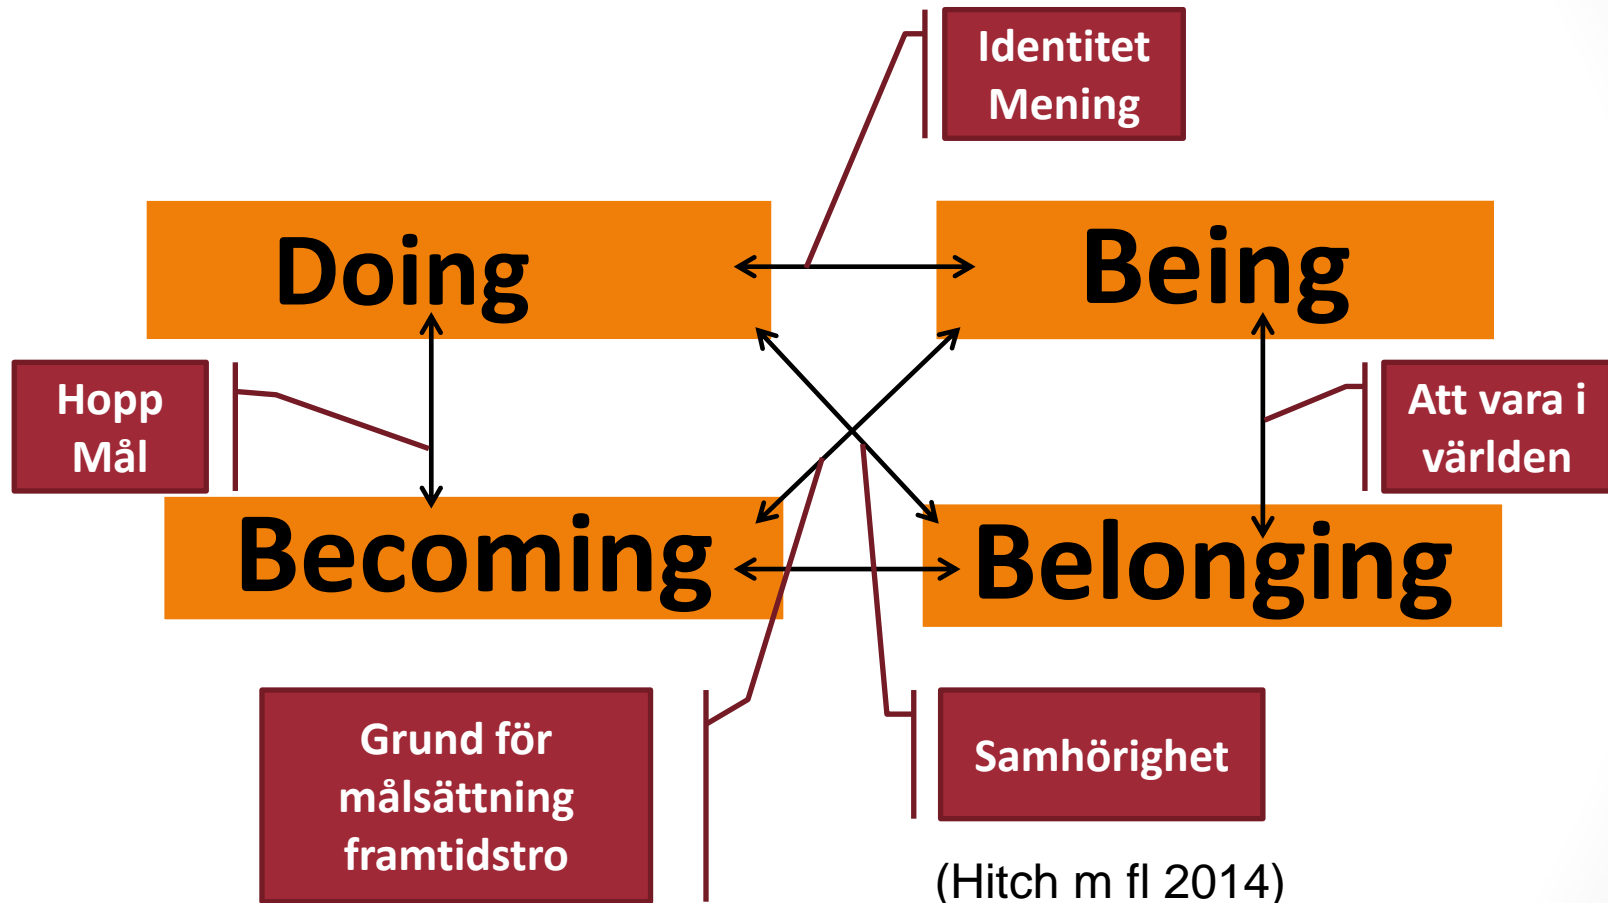 Identitet
Mening
Doing
Being
Hopp
Mål
Att vara i
världen
Becoming
Belonging
Grund för
målsättning
framtidstro
Samhörighet
(Hitch m fl 2014)